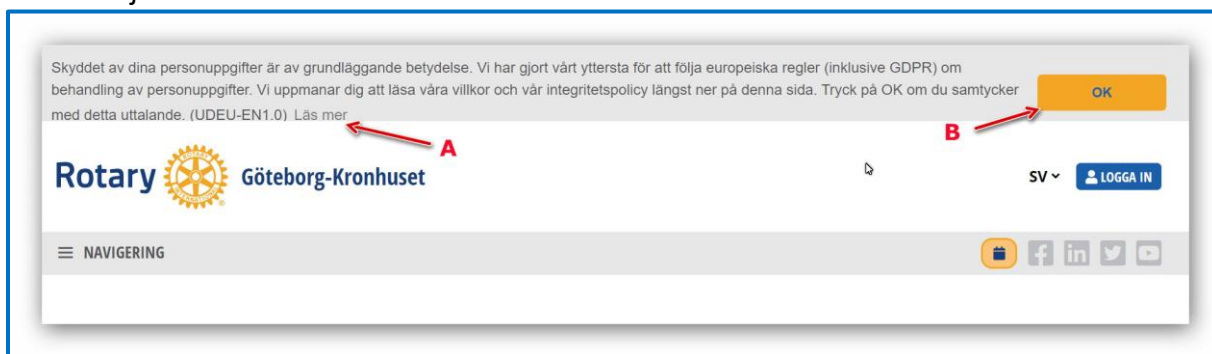 Skyddet av dina personuppgifter är av grundläggande betydelse. Vi har gjort vårt yttersta för att följa europeiska regler (inklusive GDPR) om
behandling av personuppgifter. Vi uppmanar dig att läsa våra villkor och vår integritetspolicy längst ner på denna sida. Tryck på OK om du samtycker
med detta uttalande. (UDEU-EN1.0) Läs mer
OK
A
B
Rotary
Göteborg-Kronhuset
SV
LOGGA IN
NAVIGERING